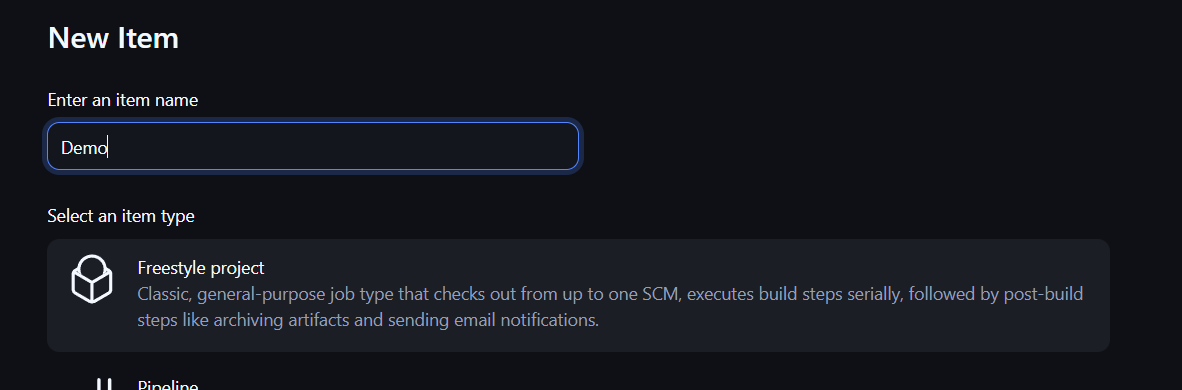 New Item
Enter an item name
Demo
Select an item type
Freestyle project
Classic, general-purpose job type that checks out from up to one SCM, executes build steps serially, followed by post-build
steps like archiving artifacts and sending email notifications.
Pipeline